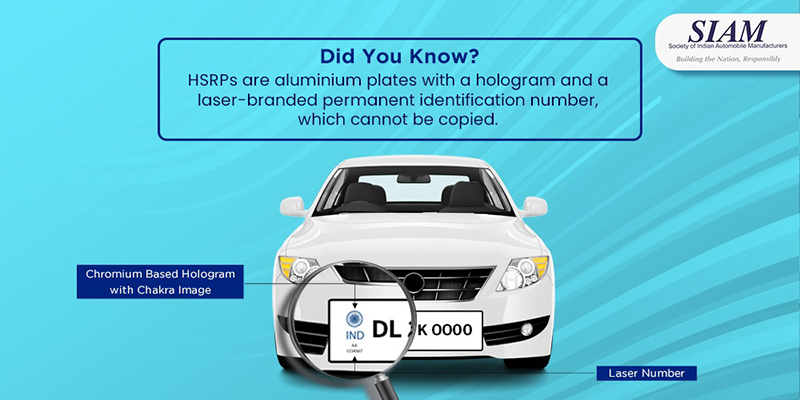 SIAM
Society of Indian Automobile Manufacturers
Building the Nation, Responsibly
Did You Know?
HSRPs are aluminium plates with a hologram and a
laser-branded permanent identification number,
which cannot be copied.
Chromium Based Hologram
with Chakra Image
IND
AA
1234567
DL K 0000
Laser Number